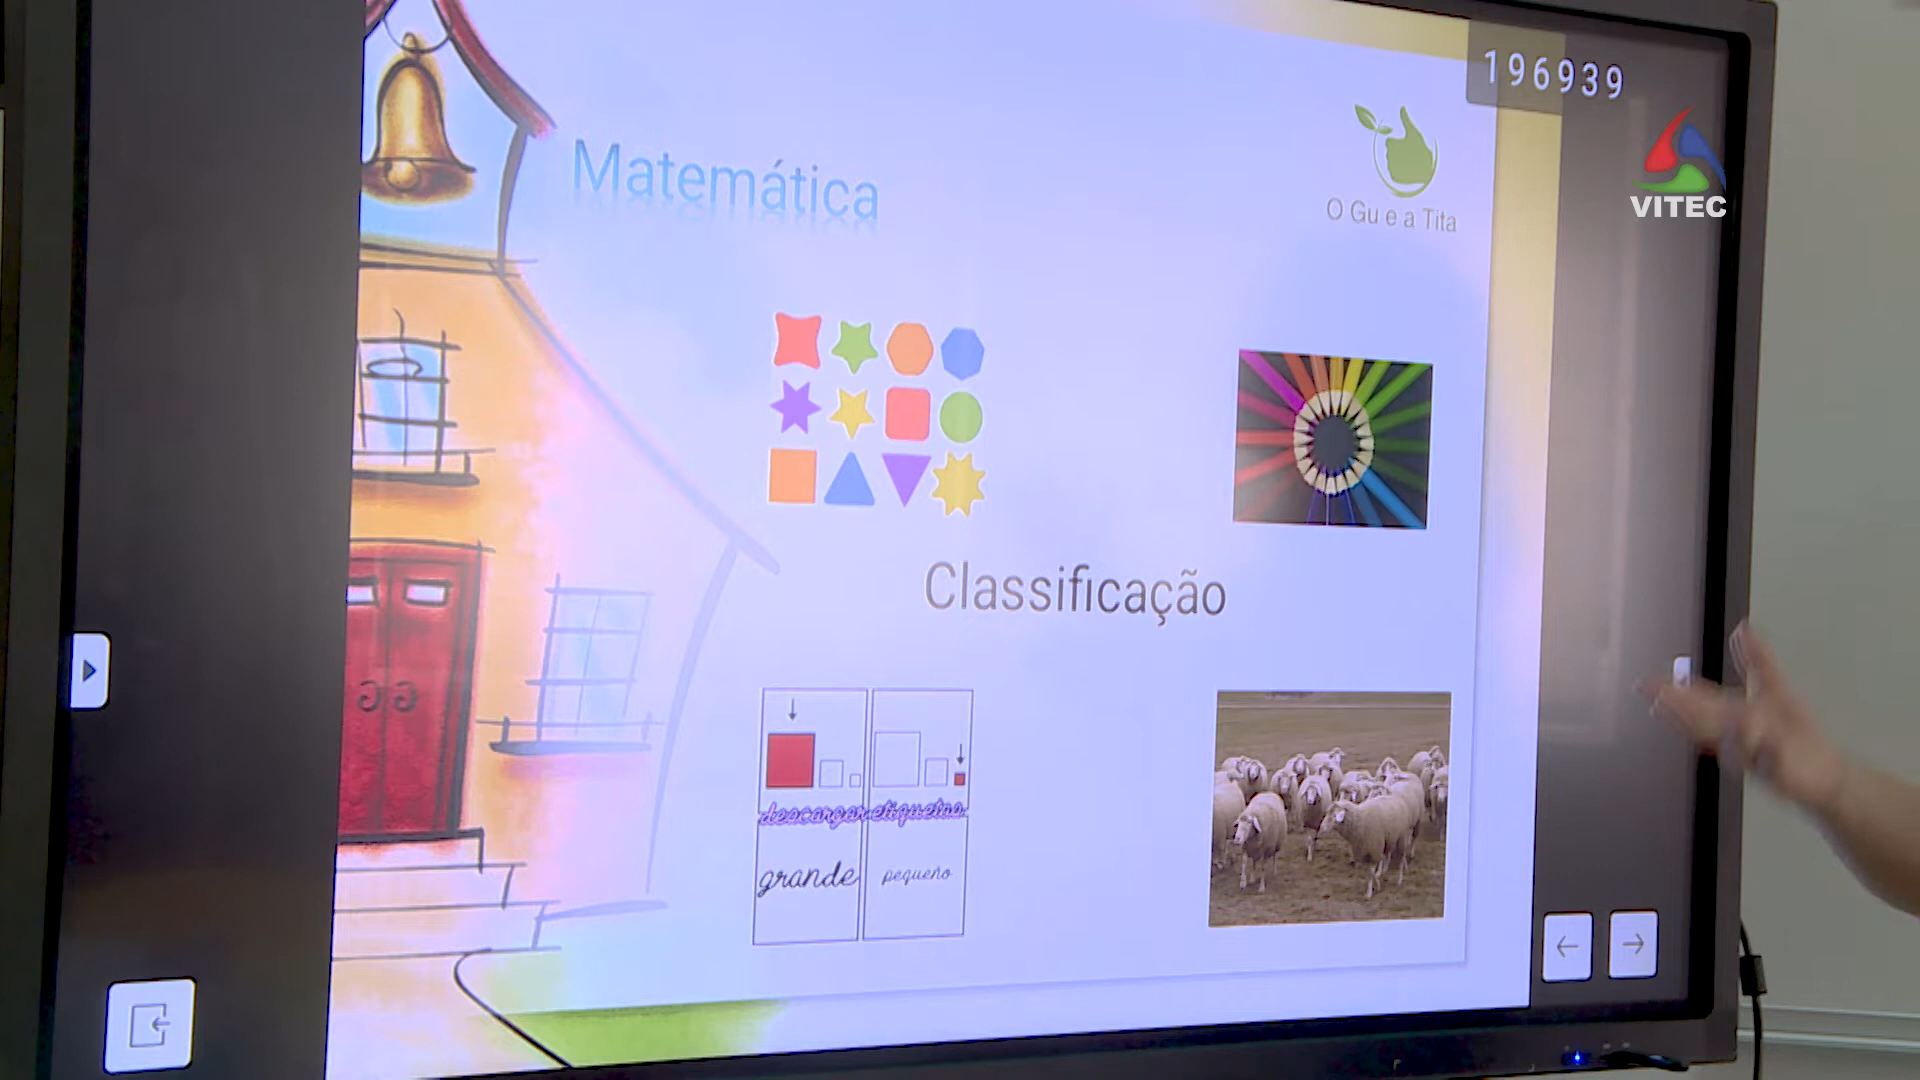 196939
VITEC
Matemática
O Gu e a Tita
Classificação
descargar etiquetas
grande
pequeño